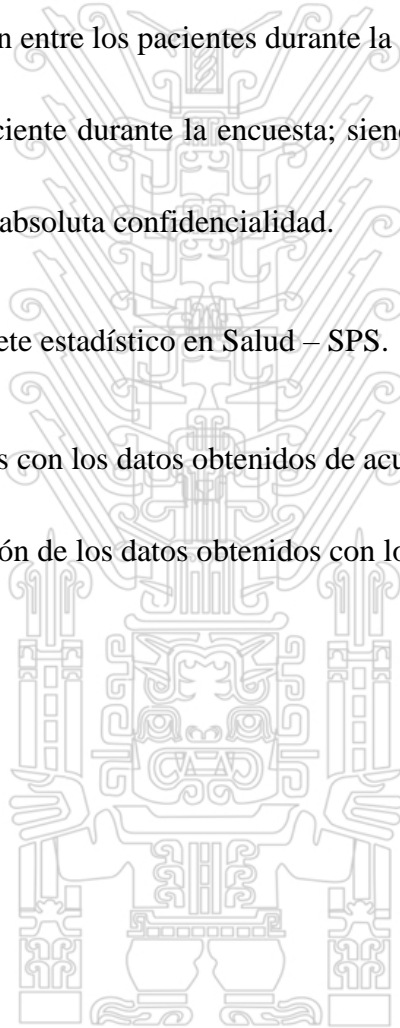 n entre los pacientes durante la
ciente durante la encuesta; sien
absoluta confidencialidad.
ete estadístico en Salud – SPS.
s con los datos obtenidos de acu
ón de los datos obtenidos con lo